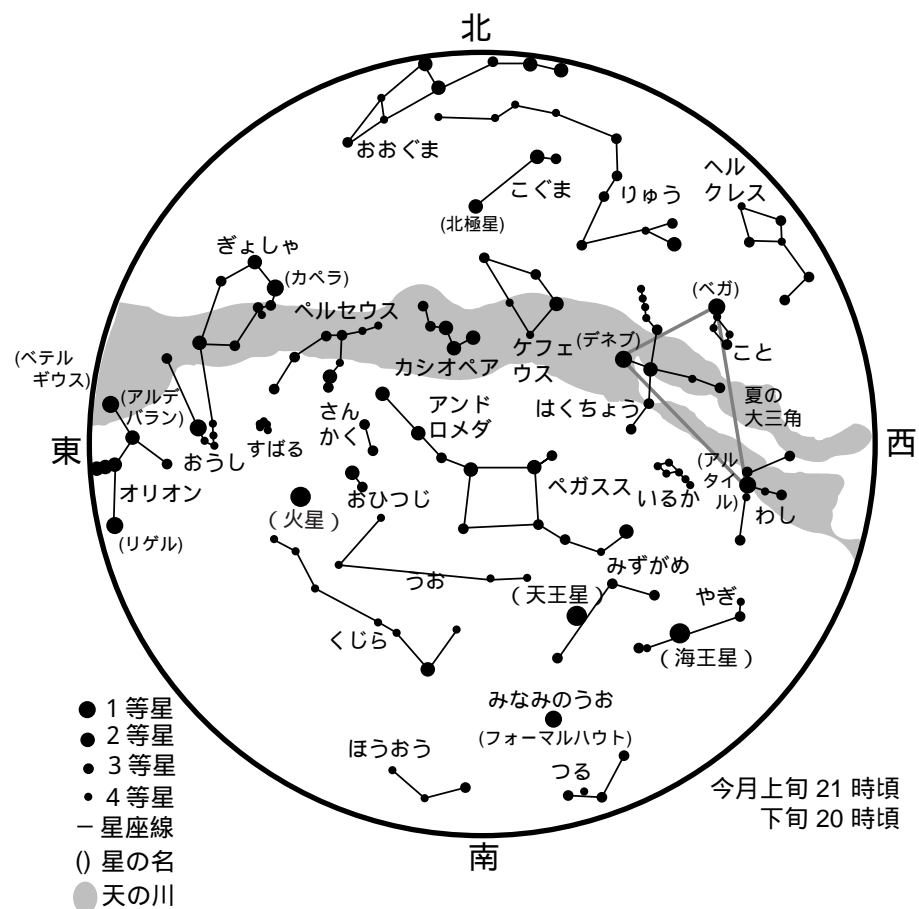 北
おおぐま
こぐま
(北極星)
りゅう
ヘル
クレス
ぎょしゃ
(カペラ)
ペルセウス
カシオペア
ケフェ
ウス
(デネブ)
(ベガ)
こと
夏の
大三角
はくちょう
(ベテル
ギウス)
(アルデ
バラン)
東
おうし
すばる
さん
かく
アンド
ロメダ
西
オリオン
(リゲル)
(火星)
おひつじ
ペガスス
いるか
(アル
タイ
ル)
わし
つお
みずがめ
(天王星)
やぎ
(海王星)
くじら
みなみのうお
(フォーマルハウト)
ほうおう
つる
南
今月上旬 21 時頃
下旬 20 時頃
1 等星
2 等星
3 等星
4 等星
星座線
() 星の名
天の川